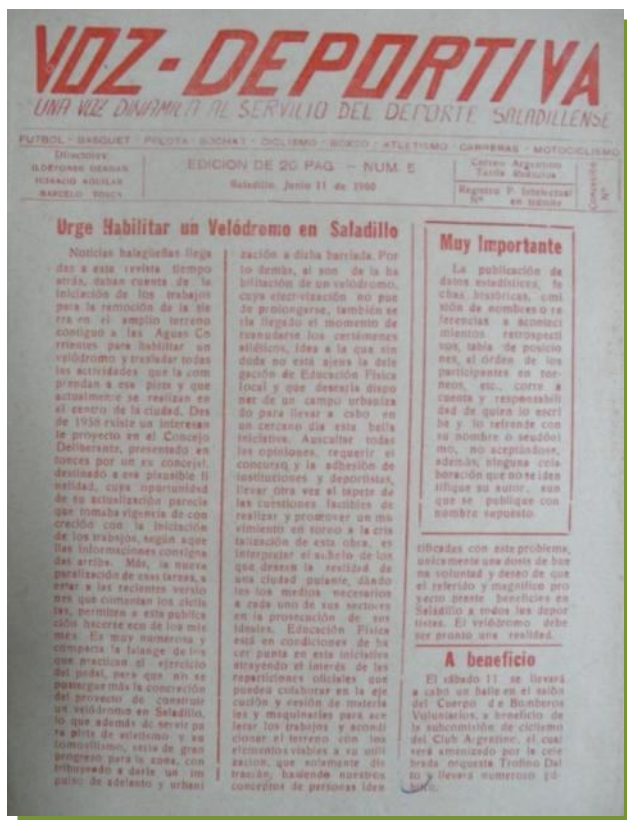 VOZ-DEPORTIVA
UNA VOZ DINAMICA AL SERVICIO DEL DEPORTE SALADILLENSE
FUTBOL - BASQUET - PELOTA - BOCHAS - CICLISMO - BOXEO - ATLETISMO - CARRERAS - MOTOCICLISMO
Directores:
HORACIO AGUILAR
MARCELO
EDICION DE 20 PAG. — NUM. 5
Saladillo, Junio 11 de 1960
Correo Argentino
Tarifa Reducida
Registro P. Intelectual
Nº en trámite
Concesión
Nº
Urge Habilitar un Velódromo en Saladillo
Noticias halagüeñas llega
das a esta revista tiempo
atrás, daban cuenta de la
iniciación de los trabajos
para la remoción de la tie
rra en el amplio terreno
contiguo a las Aguas Co
rrientes para habilitar un
velódromo y trasladar todas
las actividades que la com
prendan a esa pista y que
actualmente se realizan en
el centro de la ciudad. Des
de 1958 existe un interesan
te proyecto en el Concejo
Deliberante, presentado en
tonces por un ex concejal,
destinado a esa plausible fi
nalidad, cuya oportunidad
de su actualización parecía
que tomaba vigencia de con
creción con la iniciación
de los trabajos, según aque
llas informaciones consigna
das arriba. Más, la nueva
paralización de esas tareas, a
estar a las recientes versio
nes que comentan los ciclis
tas, permiten a esta publica
ción hacerse eco de los mis
mos. Es muy numerosa y
compacta la falange de los
que practican el ejercicio
del pedal, para que no se
postergue más la concreción
del proyecto de construir
un velódromo en Saladillo,
lo que además de servir pa
ra pista de atletismo y au
tomovilismo, sería de gran
progreso para la zona, con
tribuyendo a darle un im
pulso de adelanto y urbani
zación a dicha barriada. Por
lo demás, al son de la ha
bilitación de un velódromo,
cuya efectivización no pue
de prolongarse, también se
ría llegado el momento de
reanudarse los certámenes
atléticos, idea a la que sin
duda no está ajena la dele
gación de Educación Física
local y que desearía dispo
ner de un campo
do para llevar a cabo en
un cercano día esta bella
iniciativa. Auscultar todas
las opiniones, requerir el
concurso y la adhesión de
instituciones y deportistas,
llevar otra vez al tapete de
las cuestiones factibles de
realizar y promover un mo
vimiento en torno a la cris
talización de esta obra, es
interpretar el anhelo de los
que desean la realidad de
una ciudad pujante, dándo
les los medios necesarios
a cada uno de sus sectores
en la prosecución de sus
ideales. Educación Física
está en condiciones de ha
cer punta en esta iniciativa
atrayendo el interés de las
reparticiones oficiales que
pueden colaborar en la eje
cución y cesión de materia
les y maquinarias para ace
lerar los trabajos y acondi
cionar el terreno con los
elementos viables a su utili
zación, que solamente dis
traerían, haciendo nuestros
conceptos de personas iden
Muy Importante
La publicación de
datos estadísticos, fe
chas históricas, omi
sión de nombres o re
ferencias a aconteci
mientos retrospecti
vos, tabla de posicio
nes, al órden de los
participantes en tor-
neos, etc., corre a
cuenta y responsabili
dad de quien lo escri
be y lo refrende con
su nombre o seudóni
mo, no aceptándose,
además, ninguna cola
boración que no se iden
tifique su autor, aun
que se publique con
nombre supuesto.
tificadas con este problema,
unicamente una dosis de bue
na voluntad y deseo de que
el referido y magnífico pro
yecto preste beneficio en
Saladillo a todos los depor
tistas. El velódromo debe
ser pronto una realidad.
A beneficio
El sábado 11 se llevará
a cabo un baile en el salón
del Cuerpo de Bomberos
Voluntarios, a beneficio de
la subcomisión de ciclismo
del Club Argentino, el cual
será amenizado por la cele
brada orquesta Trofino Dal
to y llevará numeroso pú-
blico.